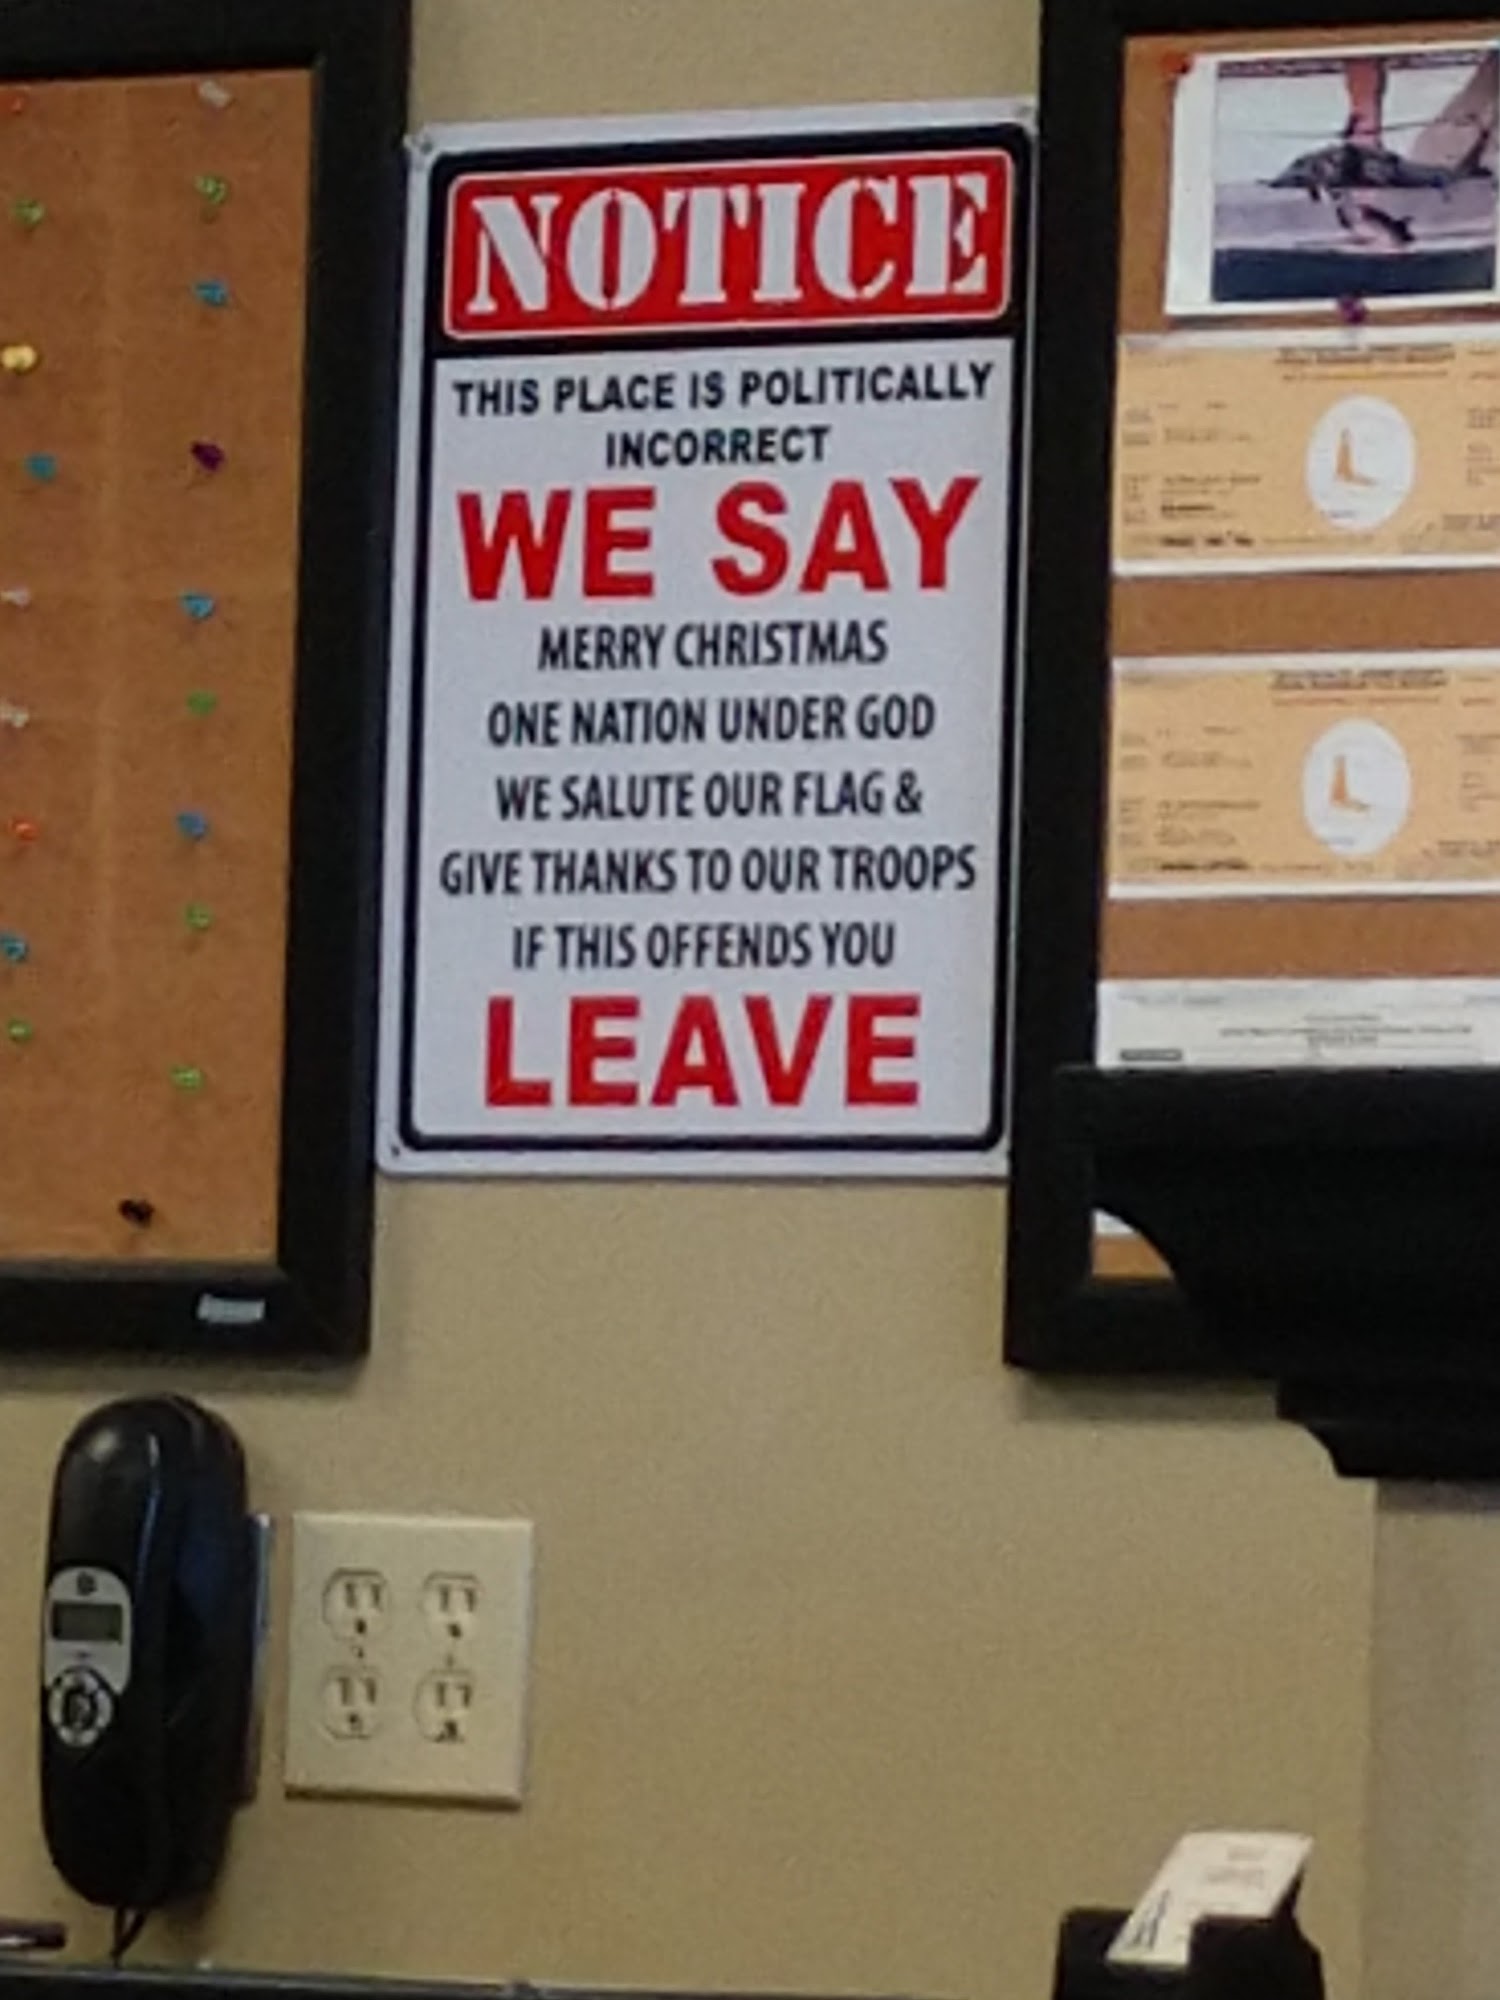 NOTICE
THIS PLACE IS POLITICALLY
INCORRECT
WE SAY
MERRY CHRISTMAS
ONE NATION UNDER GOD
WE SALUTE OUR FLAG &
GIVE THANKS TO OUR TROOPS
IF THIS OFFENDS YOU
LEAVE